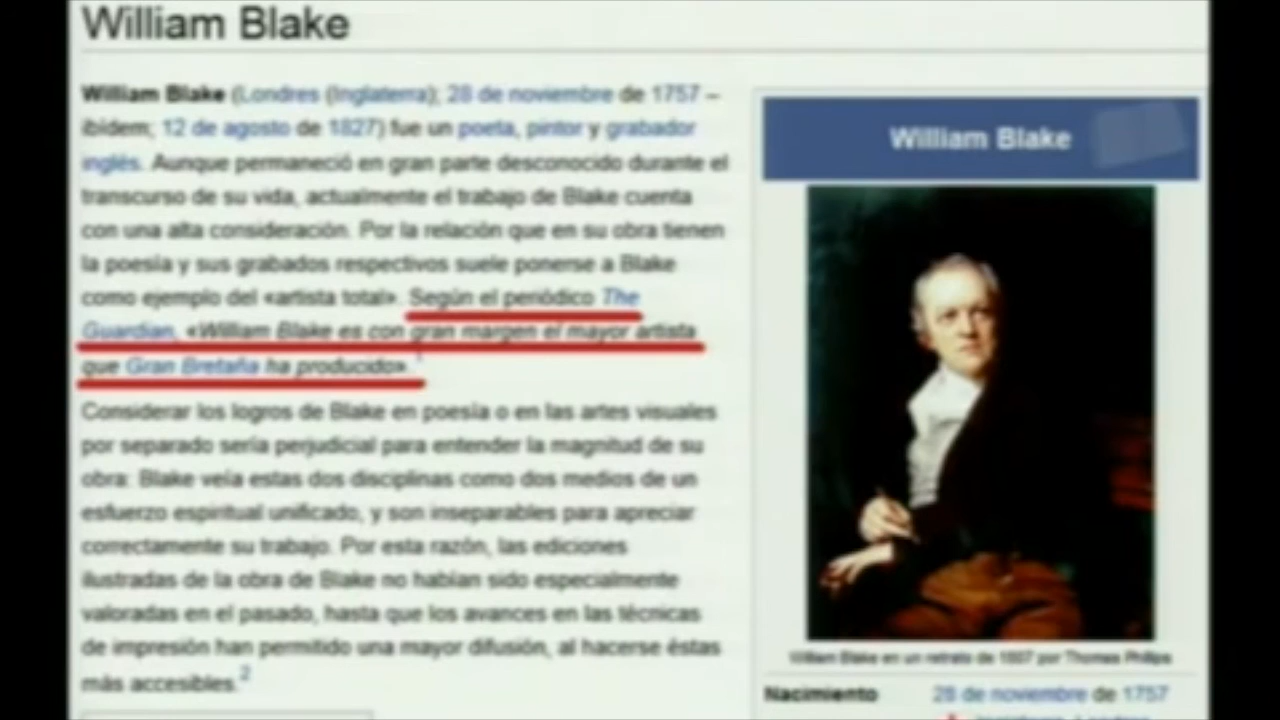 William Blake
William Blake (Londres (Inglaterra); 28 de noviembre de 1757 –
ibídem; 12 de agosto de 1827) fue un poeta, pintor y grabador
inglés. Aunque permaneció en gran parte desconocido durante el
transcurso de su vida, actualmente el trabajo de Blake cuenta
con una alta consideración. Por la relación que en su obra tienen
la poesía y sus grabados respectivos suele ponerse a Blake
como ejemplo del «artista total». Según el periódico The
Guardian, «William Blake es con gran margen el mayor artista
que Gran Bretaña ha producido».1
Considerar los logros de Blake en poesía o en las artes visuales
por separado sería perjudicial para entender la magnitud de su
obra: Blake veía estas dos disciplinas como dos medios de un
esfuerzo espiritual unificado, y son inseparables para apreciar
correctamente su trabajo. Por esta razón, las ediciones
ilustradas de la obra de Blake no habían sido especialmente
valoradas en el pasado, hasta que los avances en las técnicas
de impresión han permitido una mayor difusión, al hacerse éstas
más accesibles.2
William Blake
William Blake en un retrato de 1807 por Thomas Phillips
Nacimiento 28 de noviembre de 1757